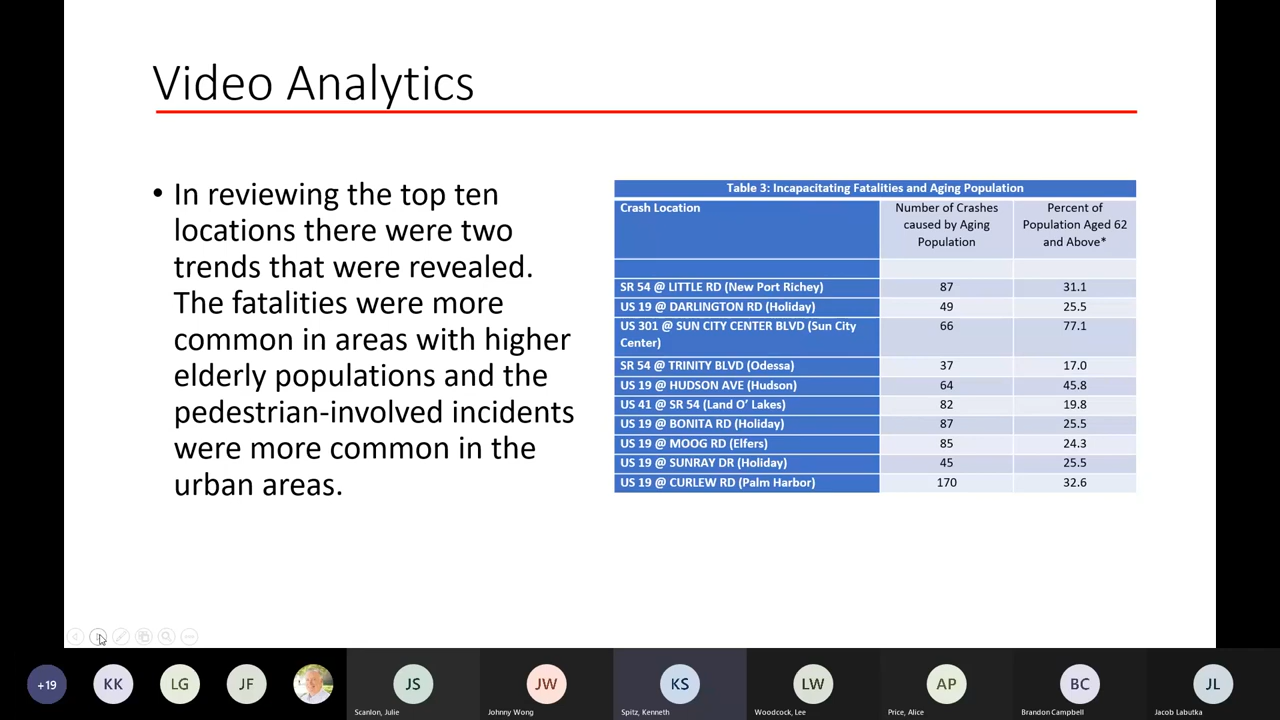 Video Analytics
• In reviewing the top ten
locations there were two
trends that were revealed.
The fatalities were more
common in areas with higher
elderly populations and the
pedestrian-involved incidents
were more common in the
urban areas.
Table 3: Incapacitating Fatalities and Aging Population
Crash Location
Number of Crashes
caused by Aging
Population
Percent of
Population Aged 62
and Above*
SR 54 @ LITTLE RD (New Port Richey) 87 31.1
US 19 @ DARLINGTON RD (Holiday) 49 25.5
US 301 @ SUN CITY CENTER BLVD (Sun City 66 77.1
Center)
SR 54 @ TRINITY BLVD (Odessa) 37 17.0
US 19 @ HUDSON AVE (Hudson) 64 45.8
US 41 @ SR 54 (Land O’ Lakes) 82 19.8
US 19 @ BONITA RD (Holiday) 87 25.5
US 19 @ MOOG RD (Elfers) 85 24.3
US 19 @ SUNRAY DR (Holiday) 45 25.5
US 19 @ CURLEW RD (Palm Harbor) 170 32.6
+19 KK LG JF JS JW KS LW AP BC JL
Scanlon, Julie Johnny Wong Spitz, Kenneth Woodcock, Lee Price, Alice Brandon Campbell Jacob Labutka